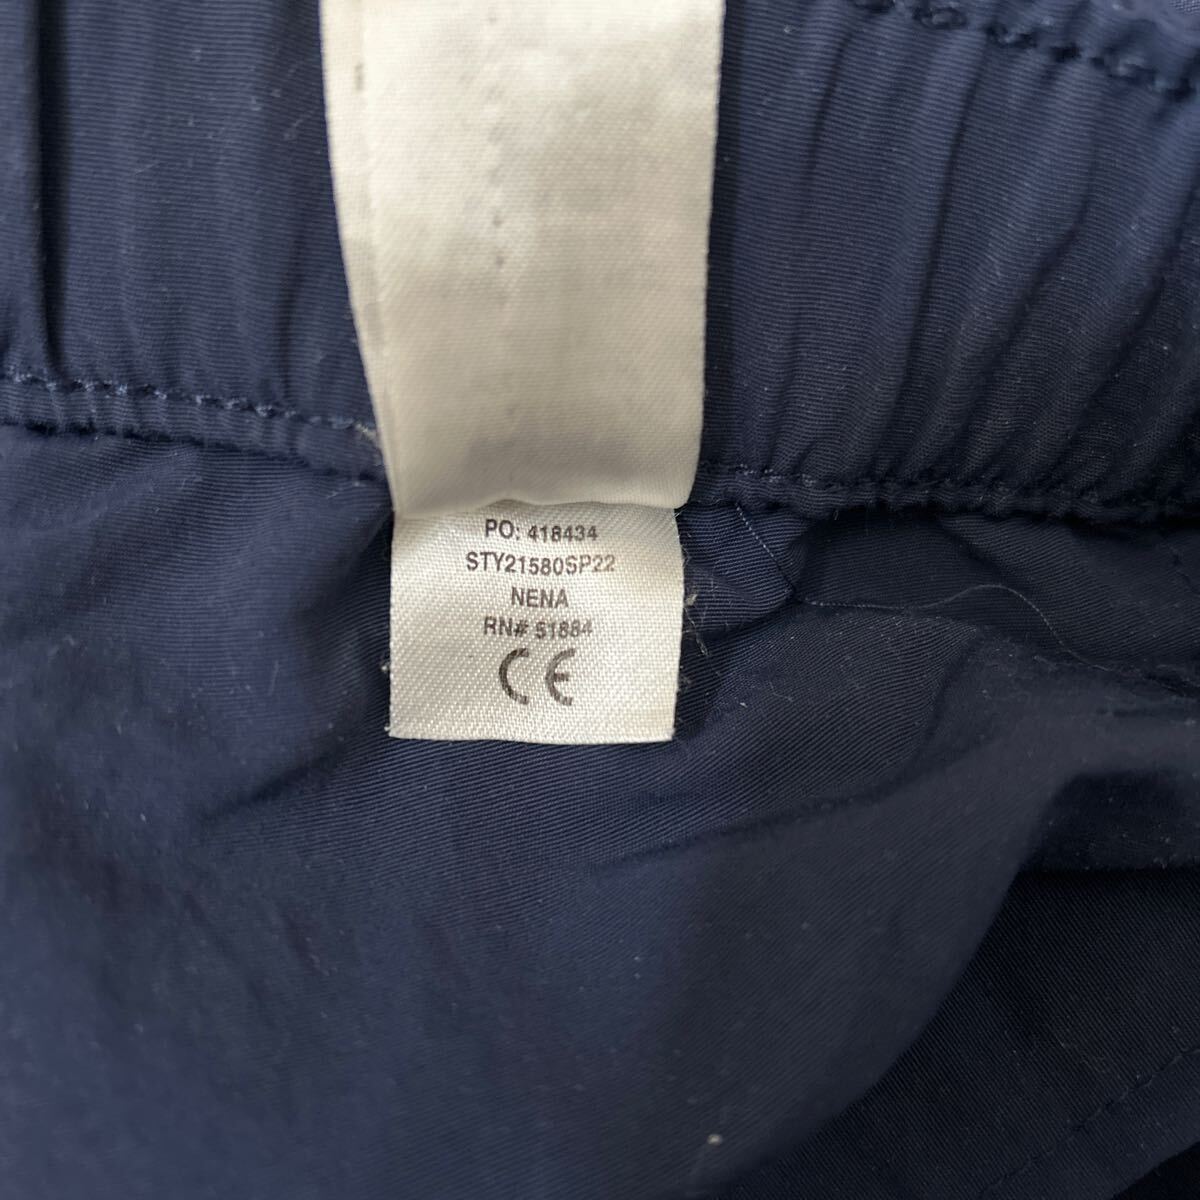 PO: 418434
STY21580SP22
NENA
RN# 51884
CE